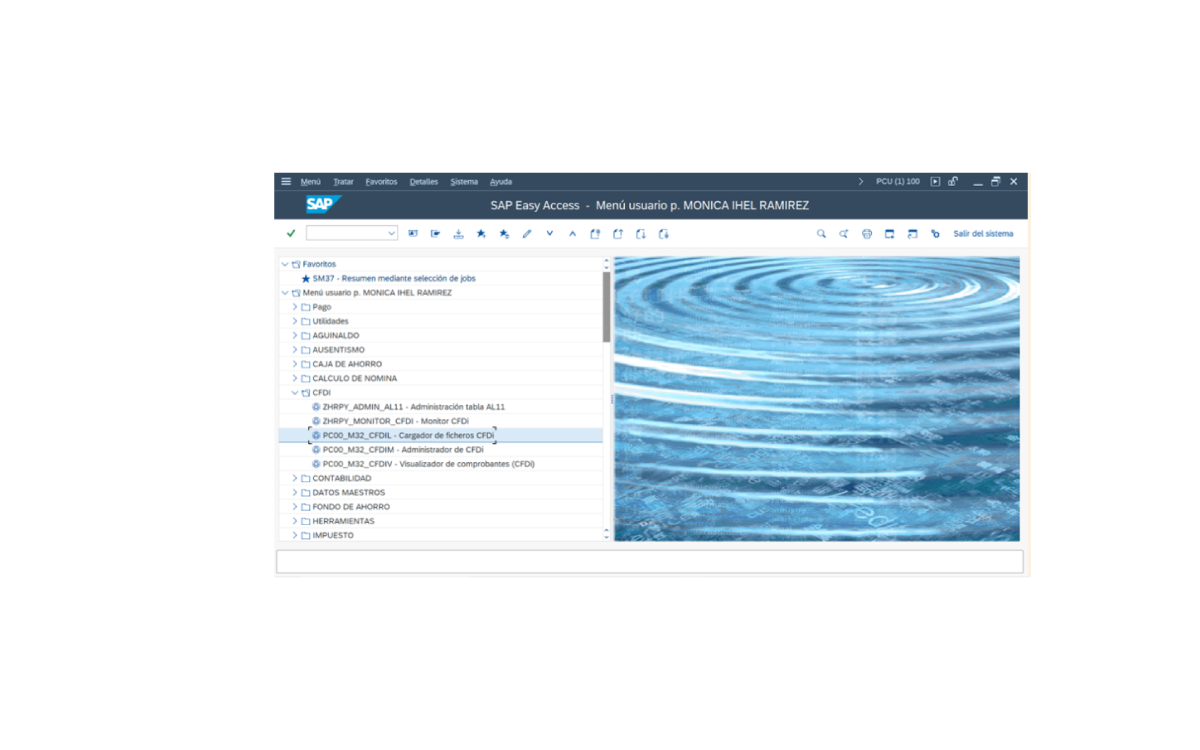 Menú Tratar Favoritos Detalles Sistema Ayuda PCU (1) 100
SAP SAP Easy Access - Menú usuario p. MONICA IHEL RAMIREZ
Salir del sistema
Favoritos
SM37 - Resumen mediante selección de jobs
Menú usuario p. MONICA IHEL RAMIREZ
Pago
Utilidades
AGUINALDO
AUSENTISMO
CAJA DE AHORRO
CALCULO DE NOMINA
CFDI
ZHRPY_ADMIN_AL11 - Administración tabla AL11
ZHRPY_MONITOR_CFDI - Monitor CFDi
PC00_M32_CFDIL - Cargador de ficheros CFDi
PC00_M32_CFDIM - Administrador de CFDi
PC00_M32_CFDIV - Visualizador de comprobantes (CFDi)
CONTABILIDAD
DATOS MAESTROS
FONDO DE AHORRO
HERRAMIENTAS
IMPUESTO